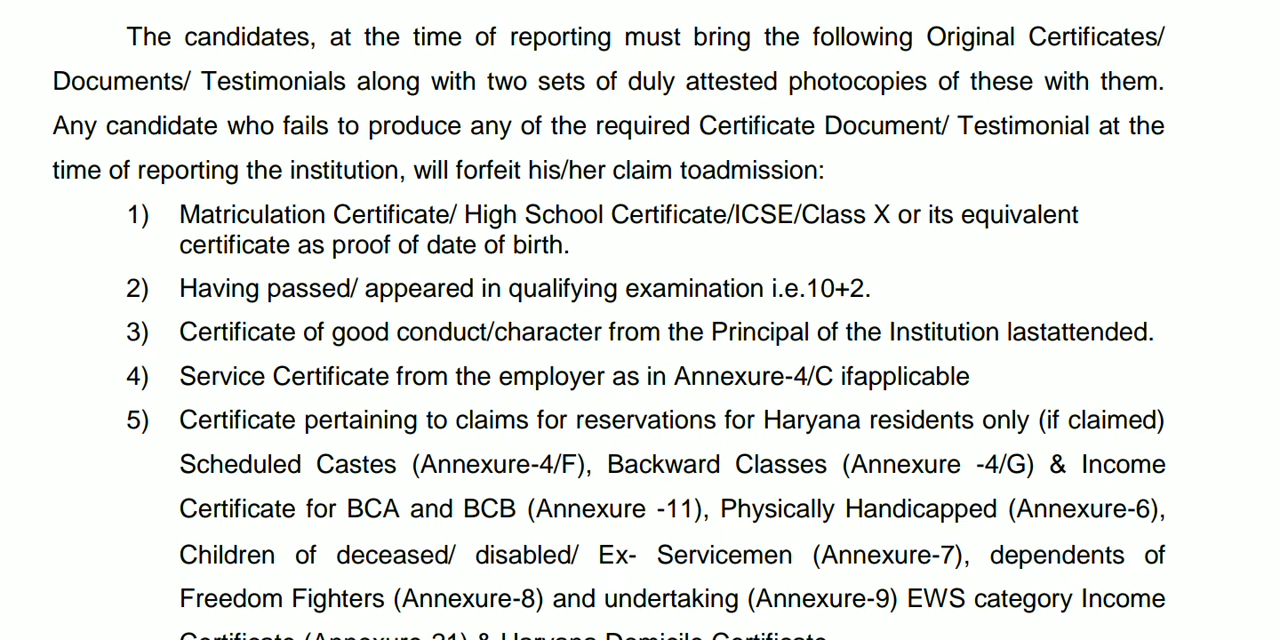 The candidates, at the time of reporting must bring the following Original Certificates/
Documents/ Testimonials along with two sets of duly attested photocopies of these with them.
Any candidate who fails to produce any of the required Certificate Document/ Testimonial at the
time of reporting the institution, will forfeit his/her claim toadmission:
1) Matriculation Certificate/ High School Certificate/ICSE/Class X or its equivalent
certificate as proof of date of birth.
2) Having passed/ appeared in qualifying examination i.e.10+2.
3) Certificate of good conduct/character from the Principal of the Institution lastattended.
4) Service Certificate from the employer as in Annexure-4/C ifapplicable
5) Certificate pertaining to claims for reservations for Haryana residents only (if claimed)
Scheduled Castes (Annexure-4/F), Backward Classes (Annexure -4/G) & Income
Certificate for BCA and BCB (Annexure -11), Physically Handicapped (Annexure-6),
Children of deceased/ disabled/ Ex- Servicemen (Annexure-7), dependents of
Freedom Fighters (Annexure-8) and undertaking (Annexure-9) EWS category Income
Certificate (Annexure-21) & Haryana Domicile Certificate